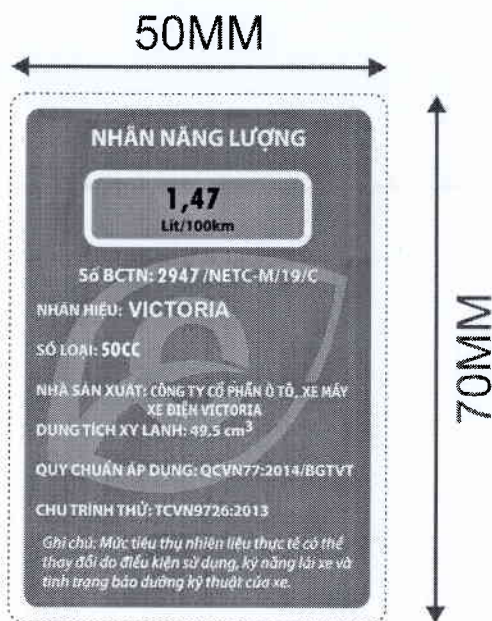 50MM
NHÃN NĂNG LƯỢNG
1,47
Lit/100km
Số BCTN: 2947/NETC-M/19/C
NHÃN HIỆU: VICTORIA
SỐ LOẠI: 50CC
NHÀ SẢN XUẤT: CÔNG TY CỔ PHẦN Ô TÔ, XE MÁY
XE ĐIỆN VICTORIA
DUNG TÍCH XY LANH: 49,5 cm³
QUY CHUẨN ÁP DỤNG: QCVN77:2014/BGTVT
CHU TRÌNH THỬ: TCVN9726:2013
Ghi chú: Mức tiêu thụ nhiên liệu thực tế có thể
thay đổi do điều kiện sử dụng, kỹ năng lái xe và
tình trạng bảo dưỡng kỹ thuật của xe.
70MM